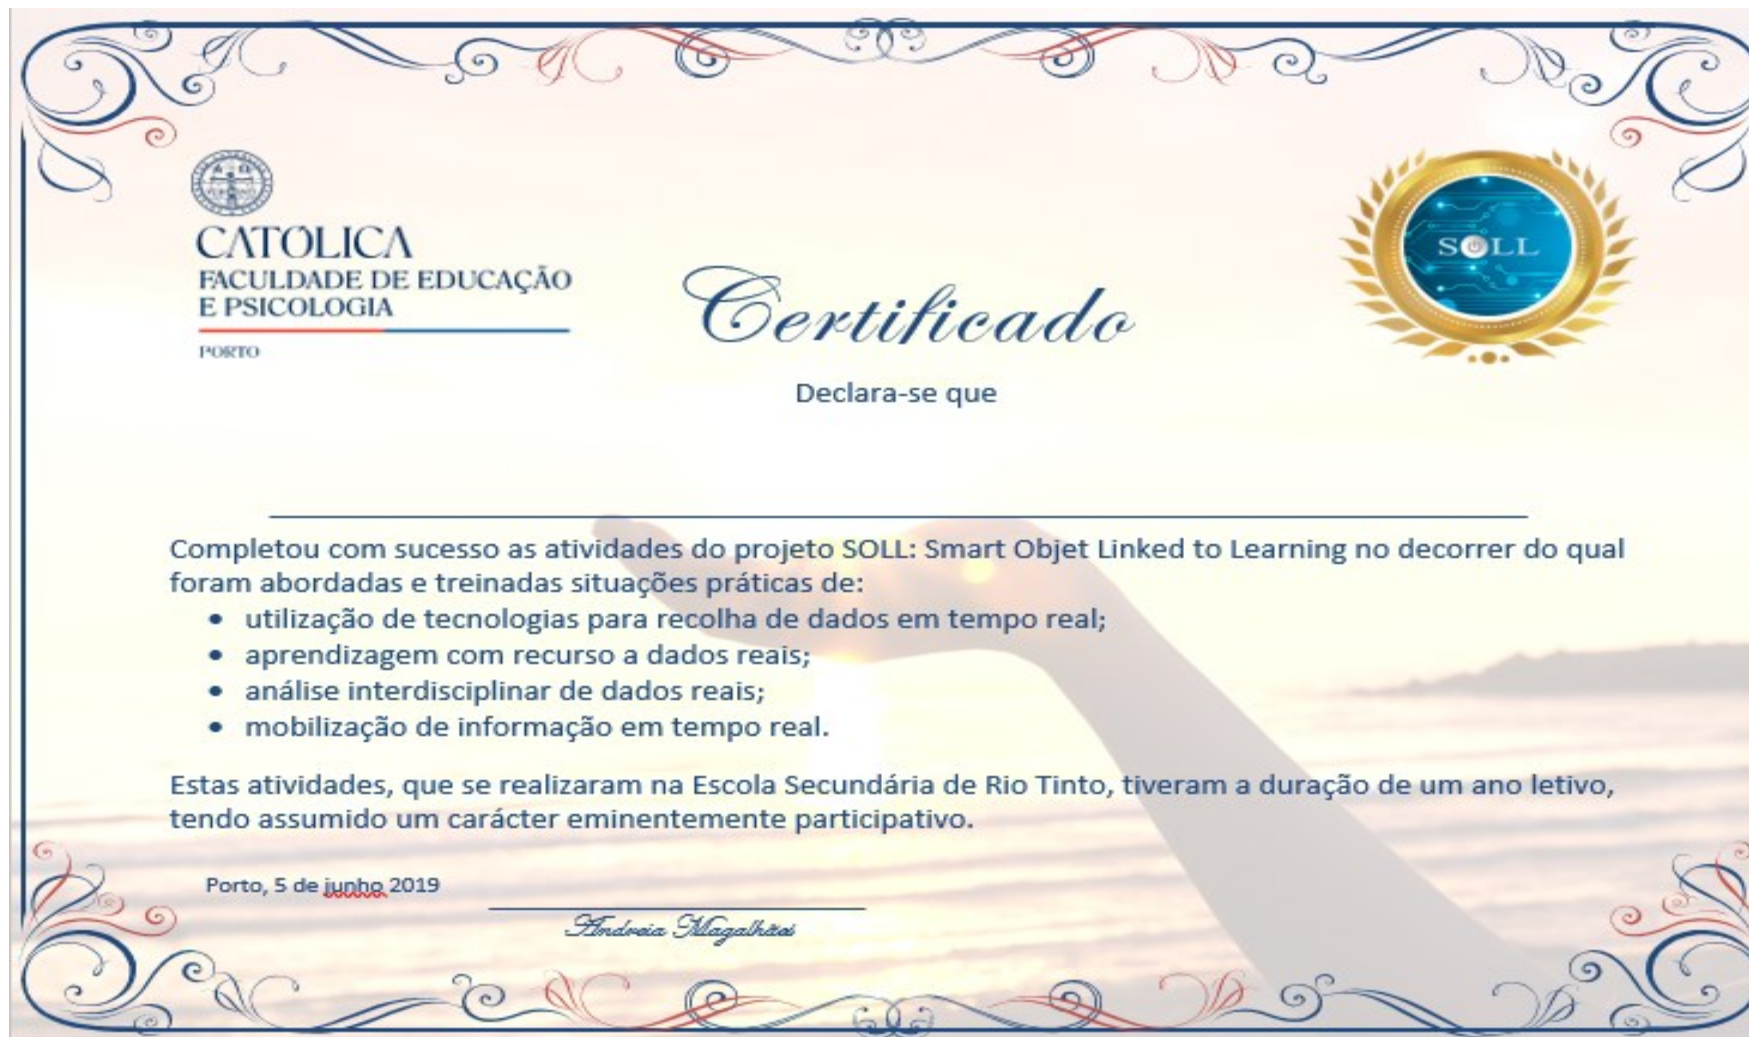 CATÓLICA
FACULDADE DE EDUCAÇÃO
E PSICOLOGIA
PORTO
SOLL
Certificado
Declara-se que
Completou com sucesso as atividades do projeto SOLL: Smart Objet Linked to Learning no decorrer do qual
foram abordadas e treinadas situações práticas de:
• utilização de tecnologias para recolha de dados em tempo real;
• aprendizagem com recurso a dados reais;
• análise interdisciplinar de dados reais;
• mobilização de informação em tempo real.
Estas atividades, que se realizaram na Escola Secundária de Rio Tinto, tiveram a duração de um ano letivo,
tendo assumido um carácter eminentemente participativo.
Porto, 5 de junho 2019
Andreia Magalhães